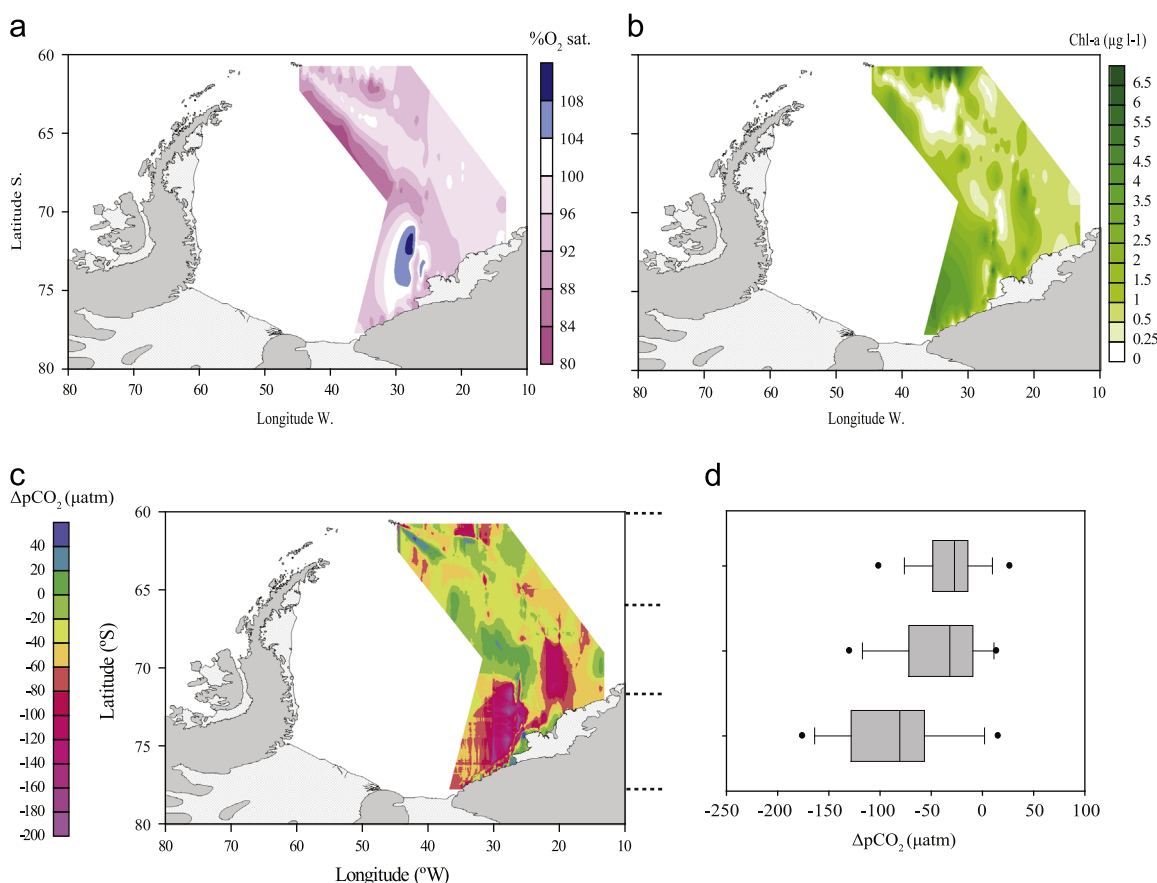 a
%O2 sat.
60
65
70
75
80
Latitude S.
108
104
100
96
92
88
84
80
80 70 60 50 40 30 20 10
Longitude W.
b
Chl-a (µg l-1)
6.5
6
5.5
5
4.5
4
3.5
3
2.5
2
1.5
1
0.5
0.25
0
80 70 60 50 40 30 20 10
Longitude W.
c
ΔpCO2 (µatm)
40
20
0
-20
-40
-60
-80
-100
-120
-140
-160
-180
-200
60
65
70
75
80
Latitude (ºS)
80 70 60 50 40 30 20 10
Longitude (ºW)
d
-250 -200 -150 -100 -50 0 50 100
ΔpCO2 (µatm)